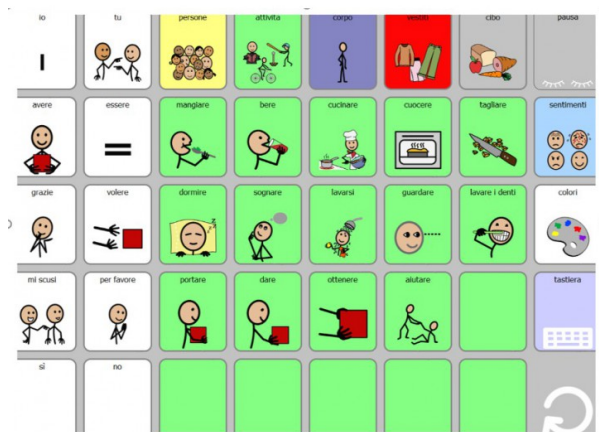 io tu persone attività corpo vestiti cibo pausa
avere essere mangiare bere cucinare cuocere tagliare sentimenti
grazie volere dormire sognare lavarsi guardare lavare i denti colori
mi scusi per favore portare dare ottenere aiutare tastiera
sì no